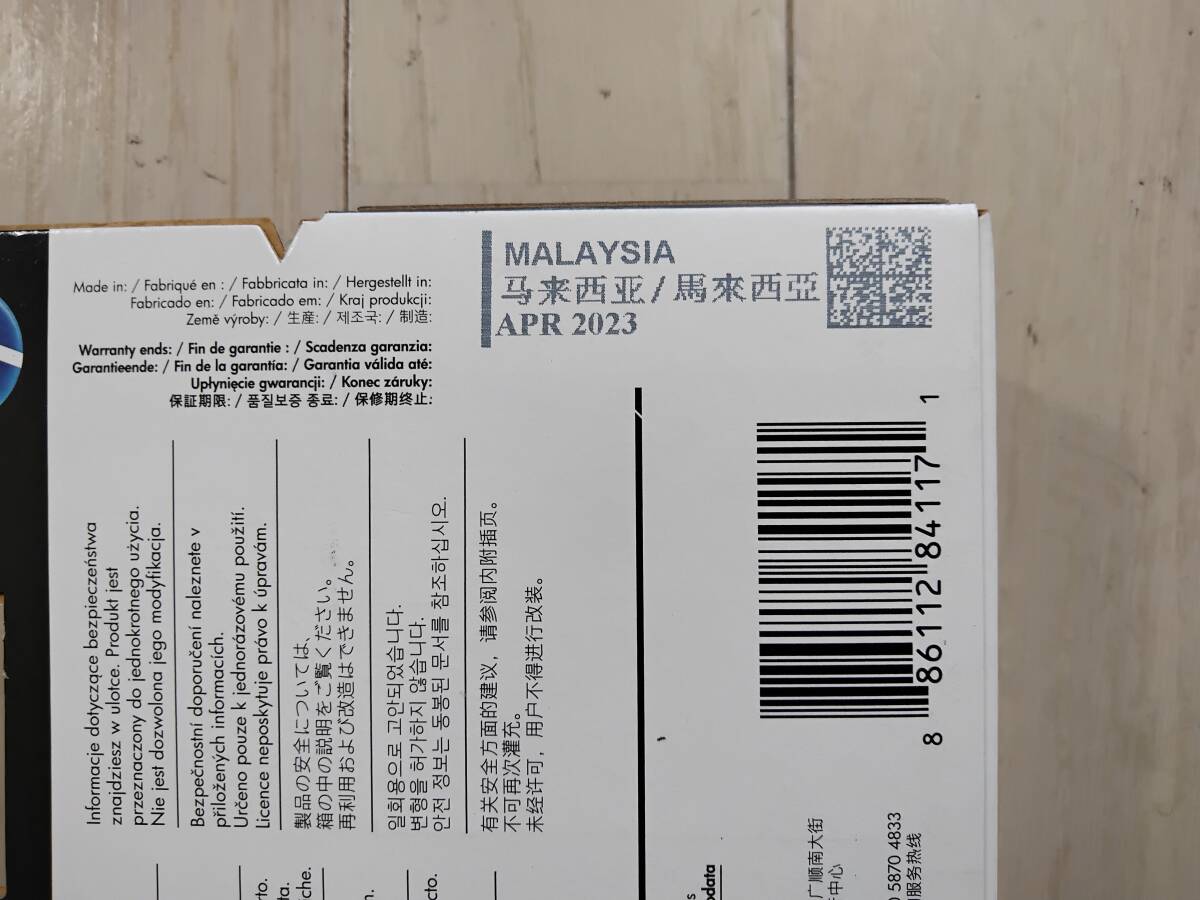 Made in: / Fabriqué en : / Fabbricata in: / Hergestellt in:
Fabricado en: / Fabricado em: / Kraj produkcji:
Země výroby: / 生産: / 제조국: / 制造:
MALAYSIA
马来西亚/馬來西亞
APR 2023
Warranty ends: / Fin de garantie : / Scadenza garanzia:
Garantieende: / Fin de la garantía: / Garantia válida até:
Upłynięcie gwarancji: / Konec záruky:
保証期限: / 품질보증 종료: / 保修期终止:
Informacje dotyczące bezpieczeństwa
znajdziesz w ulotce. Produkt jest
przeznaczony do jednokrotnego użycia.
Nie jest dozwolona jego modyfikacja.
Bezpečnostní doporučení naleznete v
přiložených informacích.
Určeno pouze k jednorázovému použití.
Licence neposkytuje právo k úpravám.
製品の安全については、
箱の中の説明をご覧ください。
再利用および改造はできません。
일회용으로 고안되었습니다.
변형을 허가하지 않습니다.
안전 정보는 동봉된 문서를 참조하십시오.
有关安全方面的建议，请参阅内附插页。
不可再次灌充。
未经许可，用户不得进行改装。
8 86112 84117 1
广顺南大街
中心
5870 4833
服务热线